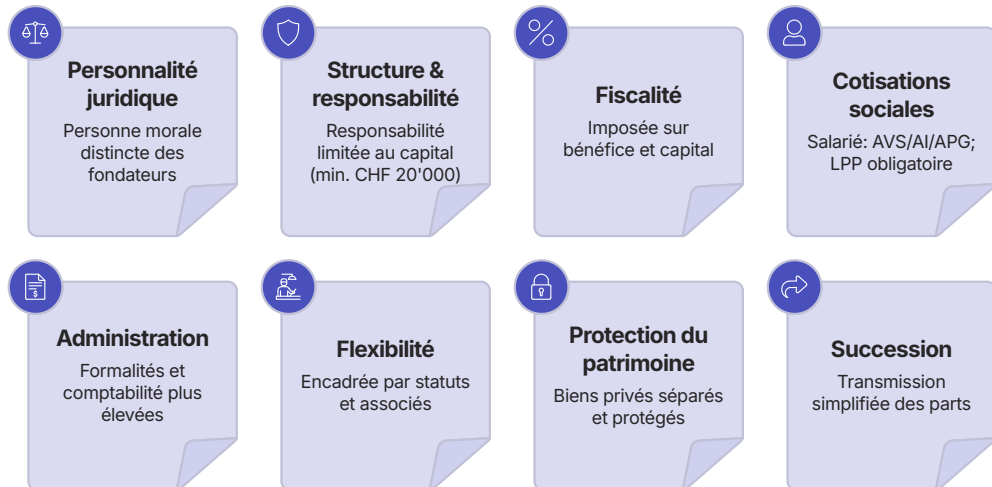 Personnalité
juridique
Personne morale
distincte des
fondateurs
Structure &
responsabilité
Responsabilité
limitée au capital
(min. CHF 20'000)
%
Fiscalité
Imposée sur
bénéfice et capital
Cotisations
sociales
Salarié: AVS/AI/APG;
LPP obligatoire
$
Administration
Formalités et
comptabilité plus
élevées
Flexibilité
Encadrée par statuts
et associés
Protection du
patrimoine
Biens privés séparés
et protégés
Succession
Transmission
simplifiée des parts